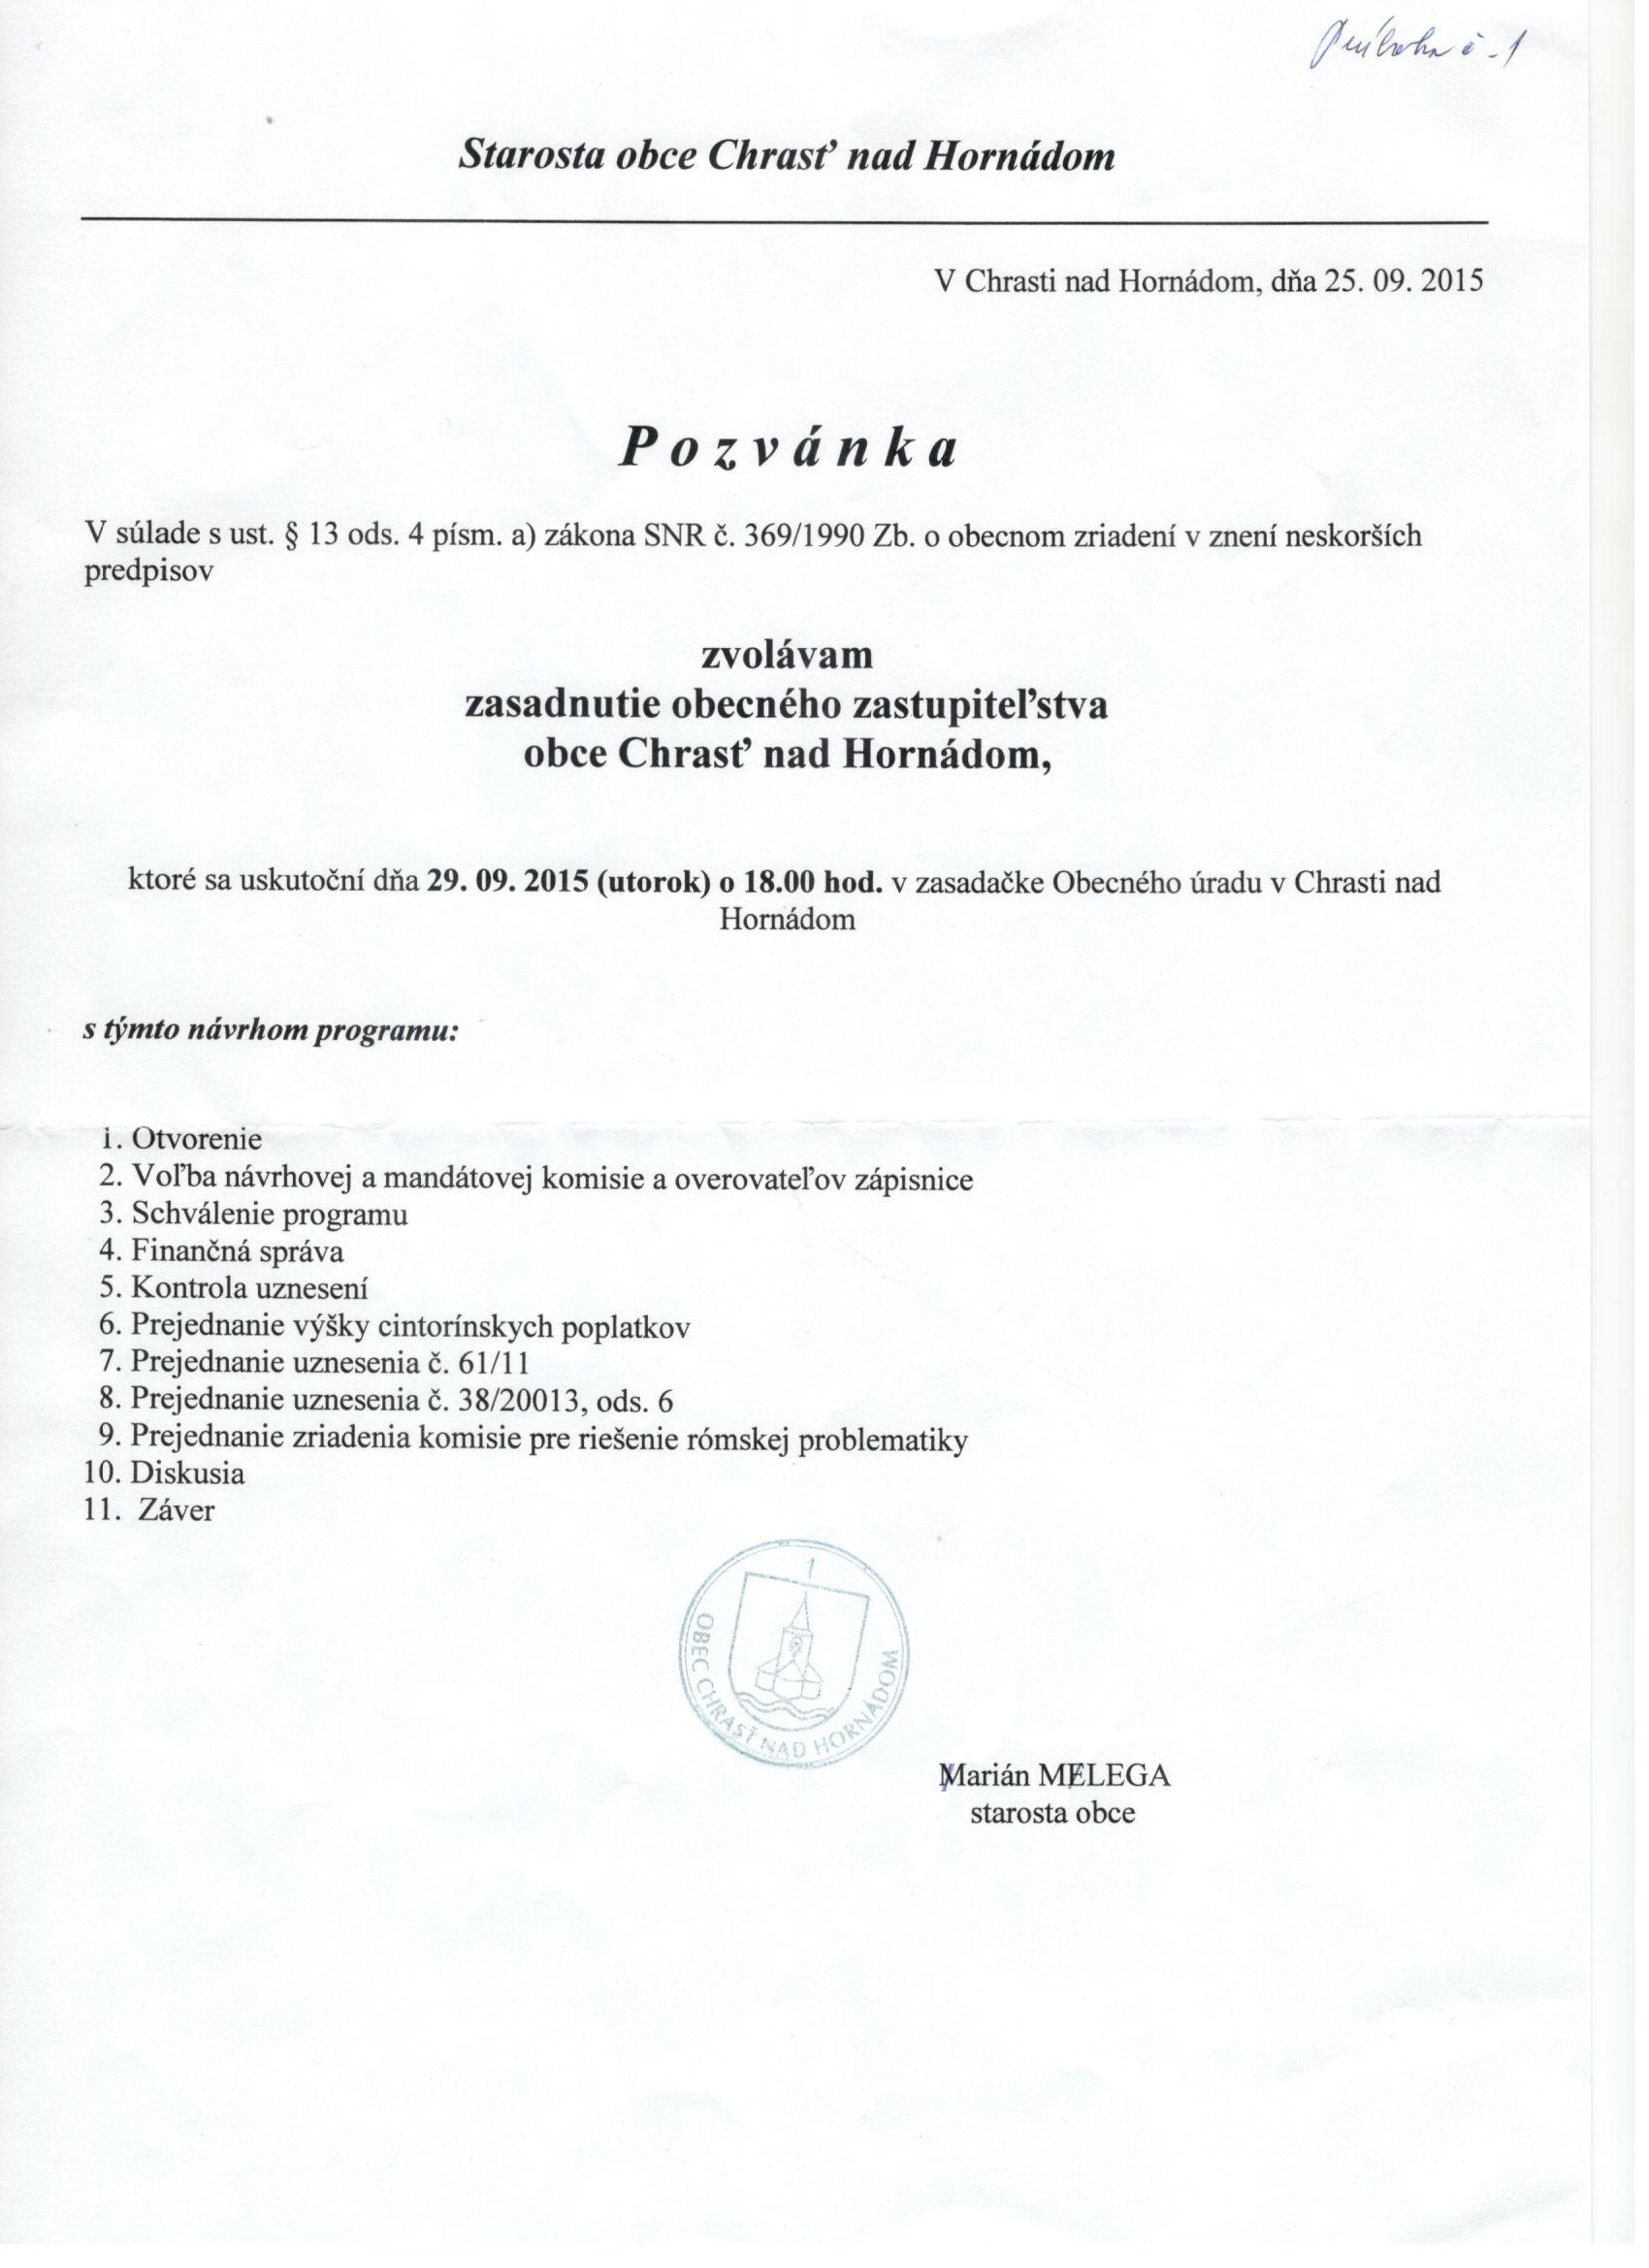 Príloha č. 1
Starosta obce Chrasť nad Hornádom
V Chrasti nad Hornádom, dňa 25. 09. 2015
Pozvánka
V súlade s ust. § 13 ods. 4 písm. a) zákona SNR č. 369/1990 Zb. o obecnom zriadení v znení neskorších
predpisov
zvolávam
zasadnutie obecného zastupiteľstva
obce Chrasť nad Hornádom,
ktoré sa uskutoční dňa 29. 09. 2015 (utorok) o 18.00 hod. v zasadačke Obecného úradu v Chrasti nad
Hornádom
s týmto návrhom programu:
1. Otvorenie
2. Voľba návrhovej a mandátovej komisie a overovateľov zápisnice
3. Schválenie programu
4. Finančná správa
5. Kontrola uznesení
6. Prejednanie výšky cintorínskych poplatkov
7. Prejednanie uznesenia č. 61/11
8. Prejednanie uznesenia č. 38/20013, ods. 6
9. Prejednanie zriadenia komisie pre riešenie rómskej problematiky
10. Diskusia
11. Záver
1
OBEC CHRASŤ NAD HORNÁDOM
Marián MELEGA
starosta obce